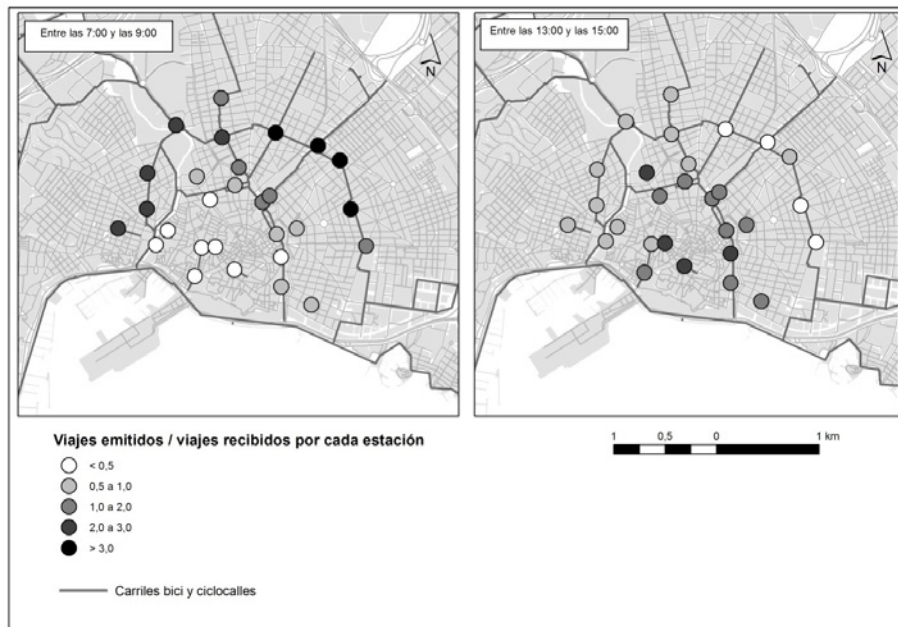 Entre las 7:00 y las 9:00
Entre las 13:00 y las 15:00
N
N
Viajes emitidos / viajes recibidos por cada estación
< 0,5
0,5 a 1,0
1,0 a 2,0
2,0 a 3,0
> 3,0
Carriles bici y ciclocalles
1 0,5 0 1 km